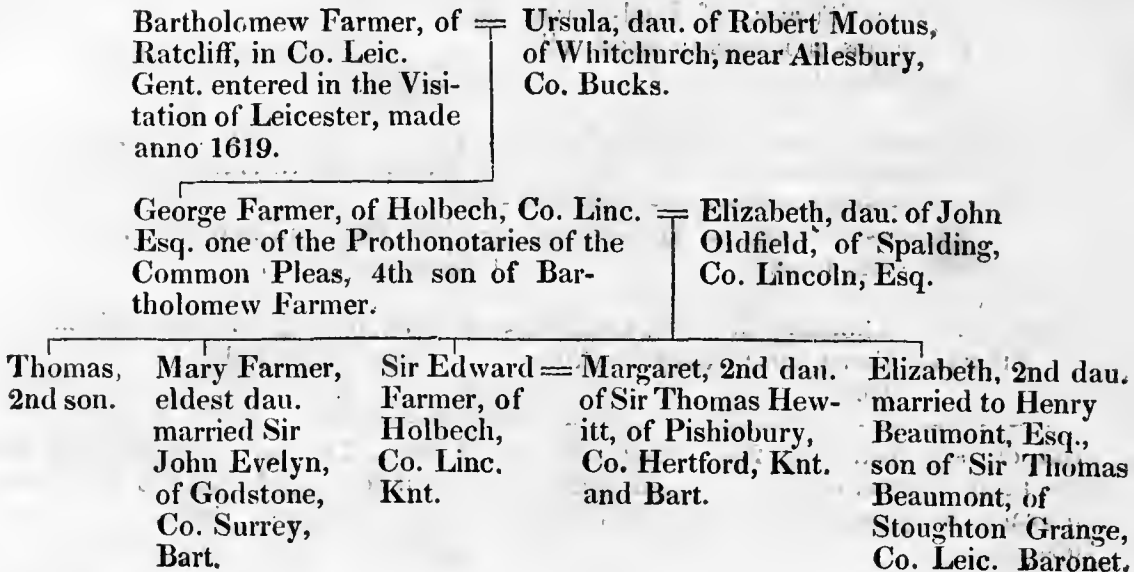 Bartholomew Farmer, of = Ursula, dau. of Robert Mootus,
Ratcliff, in Co. Leic. of Whitchurch, near Ailesbury,
Gent. entered in the Visi- Co. Bucks.
tation of Leicester, made
anno 1619.
George Farmer, of Holbech, Co. Linc. = Elizabeth, dau. of John
Esq. one of the Prothonotaries of the Oldfield, of Spalding,
Common Pleas, 4th son of Bar- Co. Lincoln, Esq.
tholomew Farmer.
Thomas,
2nd son.
Mary Farmer,
eldest dau.
married Sir
John Evelyn,
of Godstone,
Co. Surrey,
Bart.
Sir Edward =
Farmer, of
Holbech,
Co. Linc.
Knt.
Margaret, 2nd dau.
of Sir Thomas Hew-
itt, of Pishiobury,
Co. Hertford, Knt.
and Bart.
Elizabeth, 2nd dau.
married to Henry
Beaumont, Esq.,
son of Sir Thomas
Beaumont, of
Stoughton Grange,
Co. Leic. Baronet.